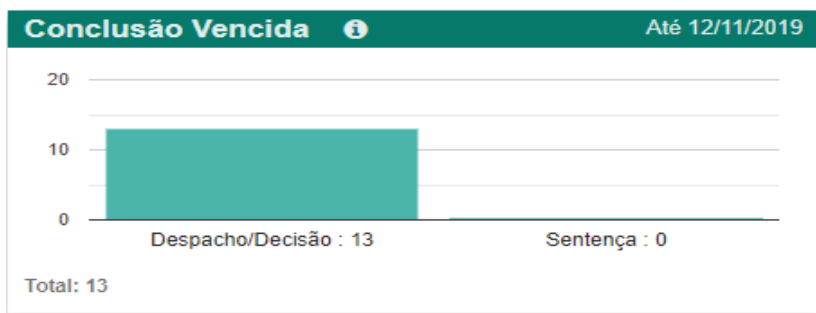 Conclusão Vencida Até 12/11/2019
20
10
0
Despacho/Decisão : 13 Sentença : 0
Total: 13